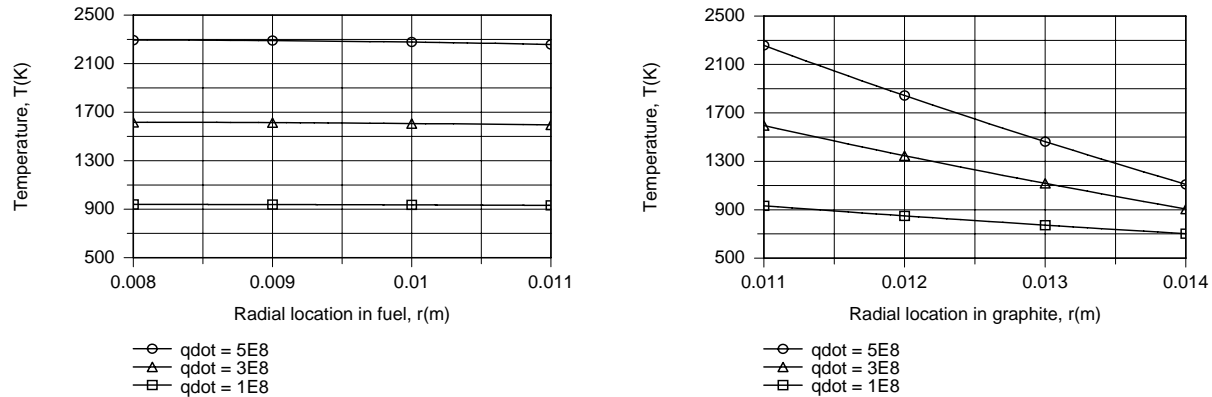 2500
2100
1700
1300
900
500
Temperature, T(K)
0.008 0.009 0.01 0.011
Radial location in fuel, r(m)
qdot = 5E8
qdot = 3E8
qdot = 1E8
2500
2100
1700
1300
900
500
Temperature, T(K)
0.011 0.012 0.013 0.014
Radial location in graphite, r(m)
qdot = 5E8
qdot = 3E8
qdot = 1E8